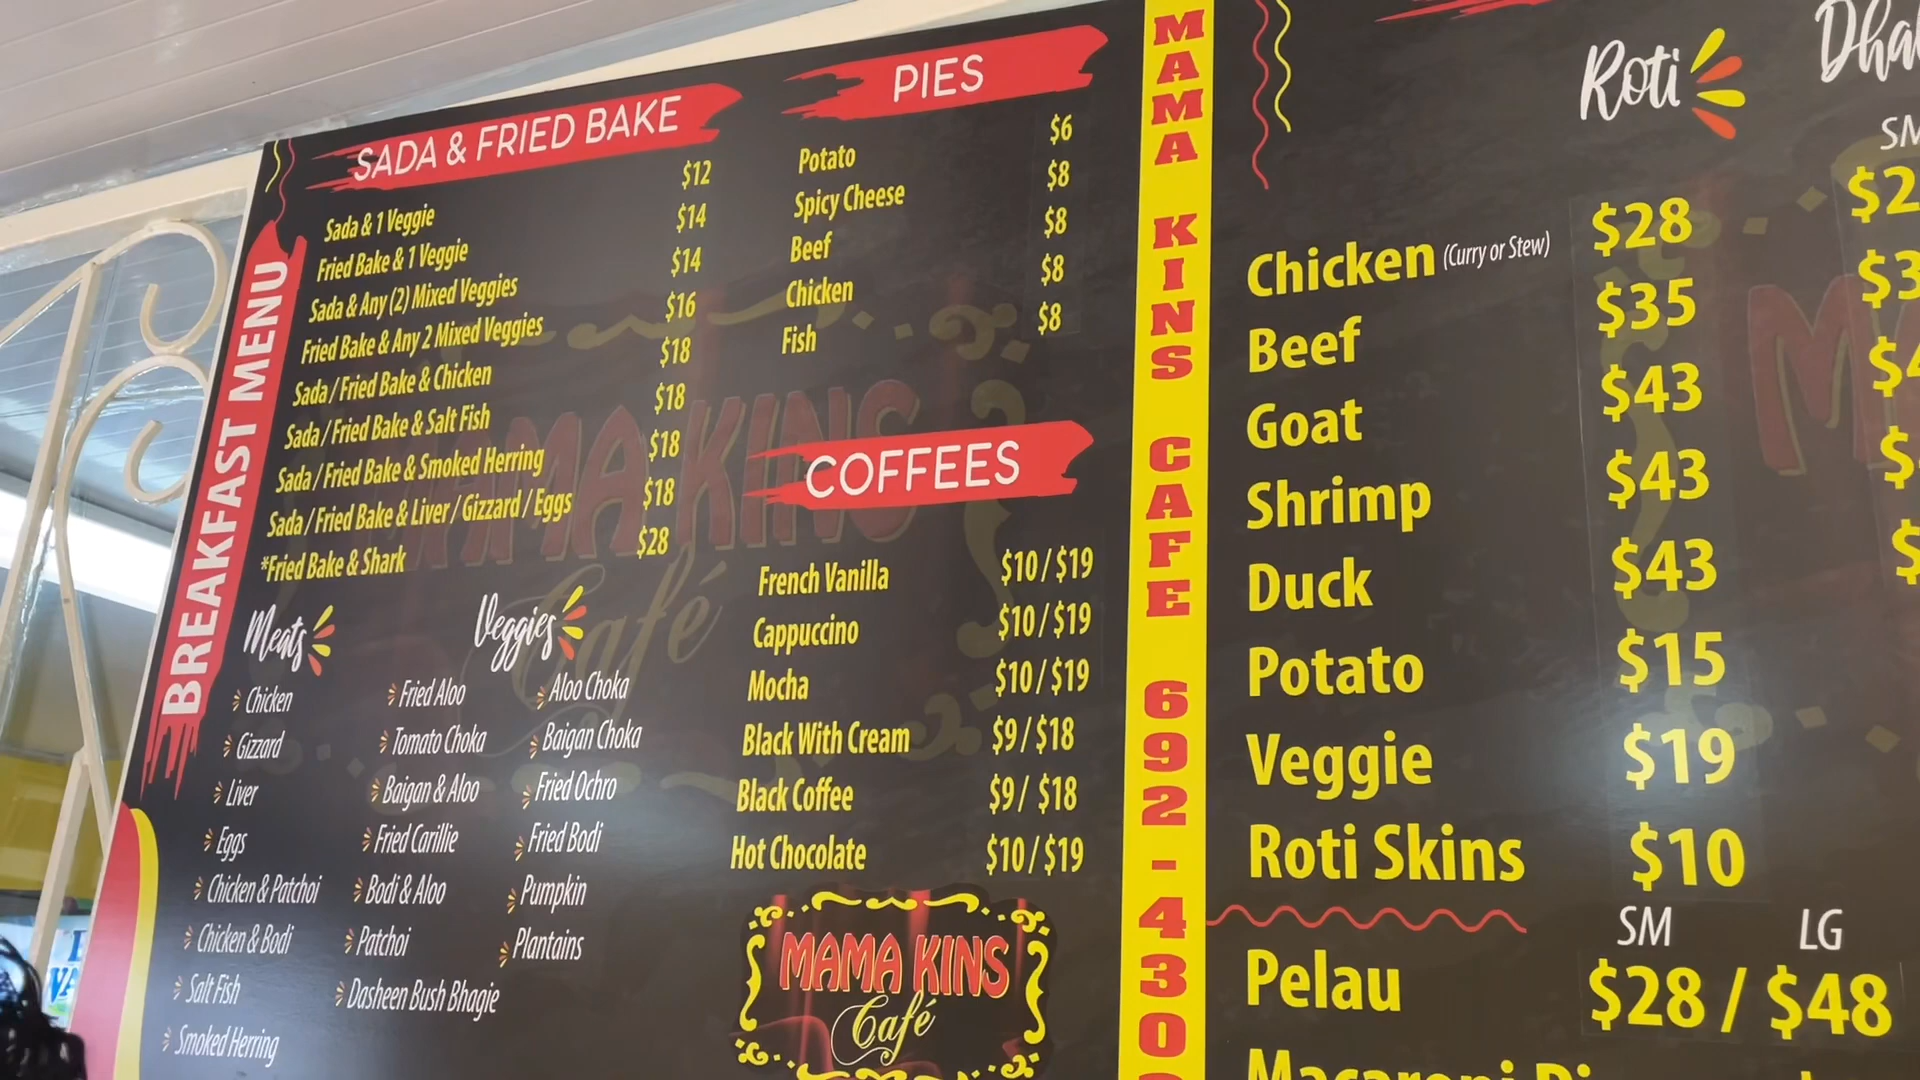 BREAKFAST MENU
SADA & FRIED BAKE
Sada & 1 Veggie $12
Fried Bake & 1 Veggie $14
Sada & Any (2) Mixed Veggies $14
Fried Bake & Any 2 Mixed Veggies $16
Sada / Fried Bake & Chicken $18
Sada / Fried Bake & Salt Fish $18
Sada / Fried Bake & Smoked Herring $18
Sada / Fried Bake & Liver / Gizzard / Eggs $18
*Fried Bake & Shark $28
Meats
Chicken
Gizzard
Liver
Eggs
Chicken & Patchoi
Chicken & Bodi
Salt Fish
Smoked Herring
Veggies
Fried Aloo
Tomato Choka
Baigan & Aloo
Fried Carillie
Bodi & Aloo
Patchoi
Dasheen Bush Bhagie
Aloo Choka
Baigan Choka
Fried Ochro
Fried Bodi
Pumpkin
Plantains
PIES
Potato $6
Spicy Cheese $8
Beef $8
Chicken $8
Fish $8
COFFEES
French Vanilla $10/$19
Cappuccino $10/$19
Mocha $10/$19
Black With Cream $9/$18
Black Coffee $9/ $18
Hot Chocolate $10/$19
MAMA KINS
Café
MAMA KINS CAFE 692-430
Roti
Chicken (Curry or Stew) $28
Beef $35
Goat $43
Shrimp $43
Duck $43
Potato $15
Veggie $19
Roti Skins $10
SM LG
Pelau $28 / $48